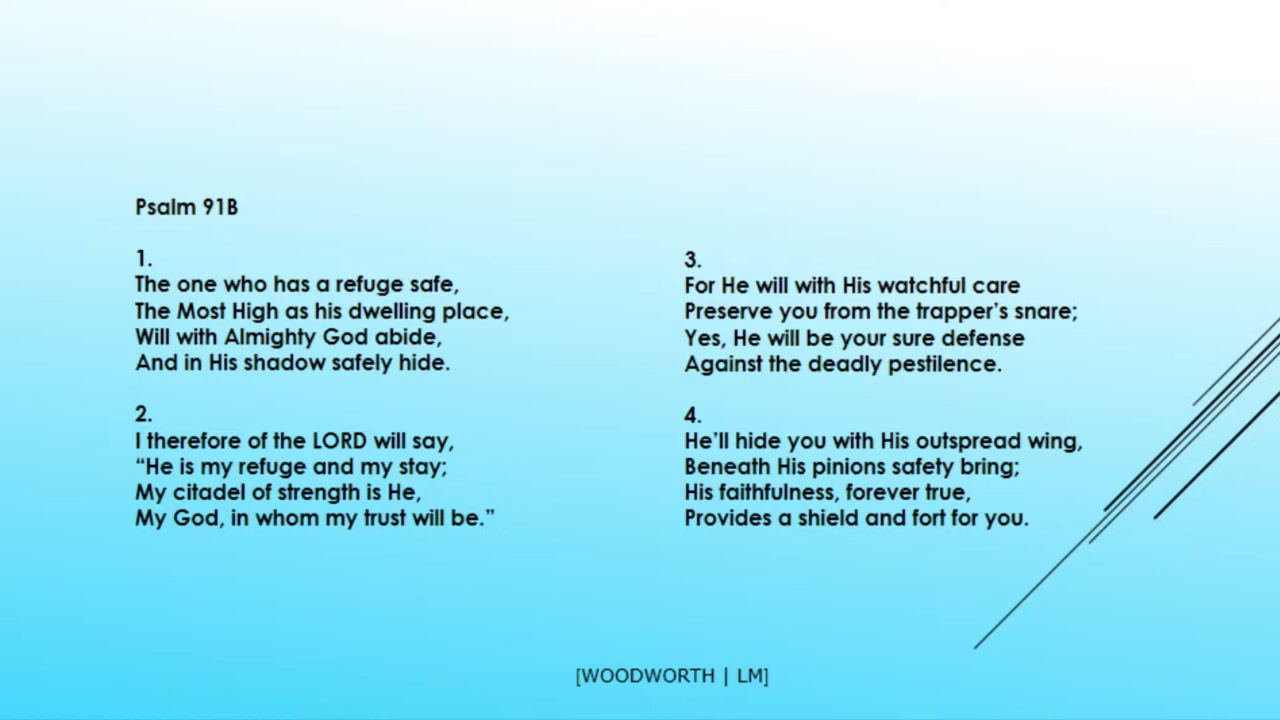 Psalm 91B
1.
The one who has a refuge safe,
The Most High as his dwelling place,
Will with Almighty God abide,
And in His shadow safely hide.
2.
I therefore of the LORD will say,
“He is my refuge and my stay;
My citadel of strength is He,
My God, in whom my trust will be.”
3.
For He will with His watchful care
Preserve you from the trapper’s snare;
Yes, He will be your sure defense
Against the deadly pestilence.
4.
He’ll hide you with His outspread wing,
Beneath His pinions safety bring;
His faithfulness, forever true,
Provides a shield and fort for you.
[WOODWORTH | LM]